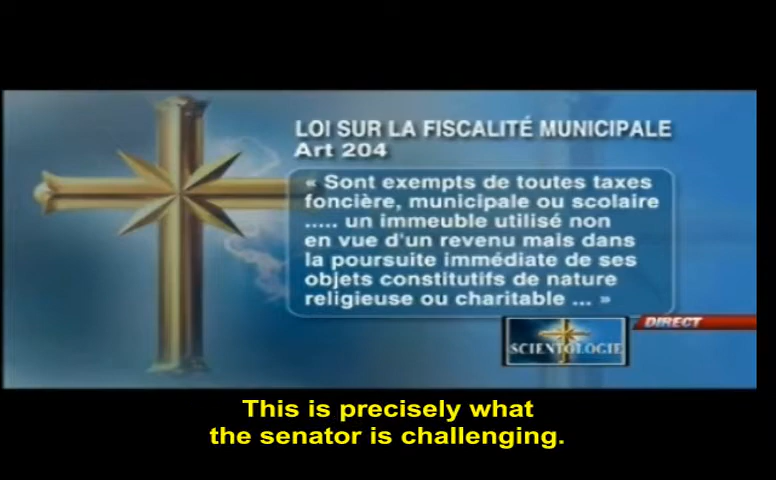 LOI SUR LA FISCALITÉ MUNICIPALE
Art 204
« Sont exempts de toutes taxes
foncière, municipale ou scolaire
..... un immeuble utilisé non
en vue d'un revenu mais dans
la poursuite immédiate de ses
objets constitutifs de nature
religieuse ou charitable ... »
DIRECT
SCIENTOLOGIE
This is precisely what
the senator is challenging.